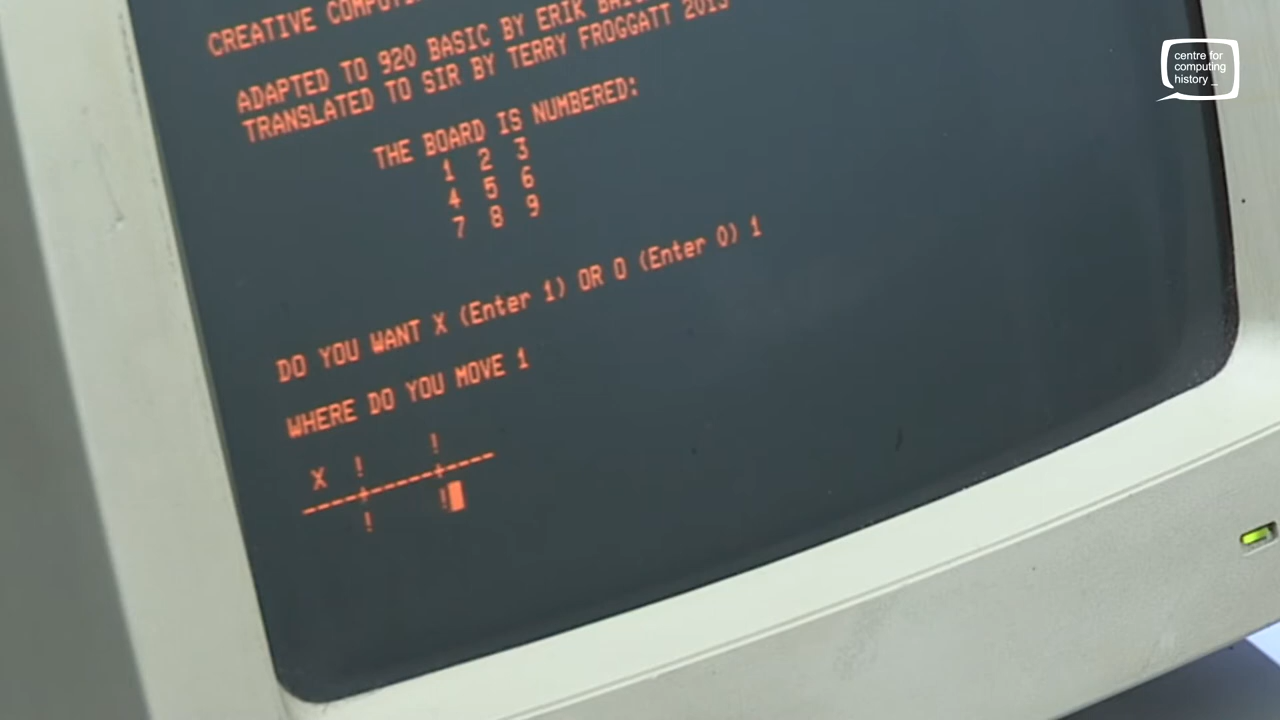 CREATIVE
ADAPTED TO 920 BASIC BY ERIK
TRANSLATED TO SIR BY TERRY FROGGATT 2013
THE BOARD IS NUMBERED:
1 2 3
4 5 6
7 8 9
DO YOU WANT X (Enter 1) OR O (Enter 0) 1
WHERE DO YOU MOVE 1
X ! !
----+-----+----
! !
centre for
computing
history _